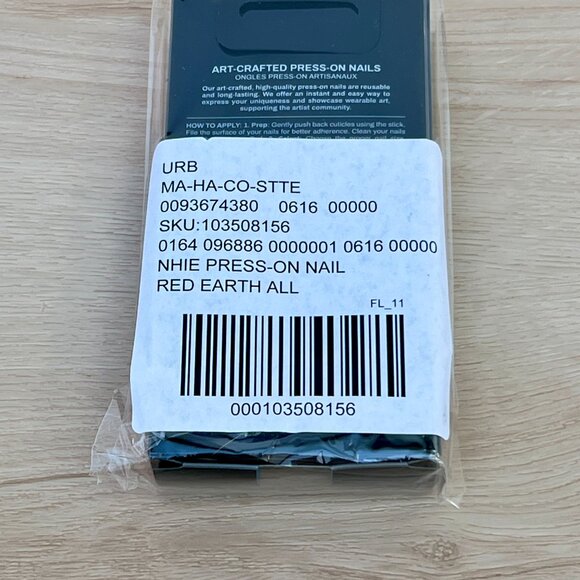 ART-CRAFTED PRESS-ON NAILS
ONGLES PRESS-ON ARTISANAUX
Our art-crafted, high-quality press-on nails are reusable
and long-lasting. We offer an instant and easy way to
express your uniqueness and showcase wearable art,
supporting the artist community.
HOW TO APPLY: 1. Prep: Gently push back cuticles using the stick.
File the surface of your nails for better adherence. Clean your nails
URB
MA-HA-CO-STTE
0093674380 0616 00000
SKU:103508156
0164 096886 0000001 0616 00000
NHIE PRESS-ON NAIL
RED EARTH ALL
FL_11
000103508156